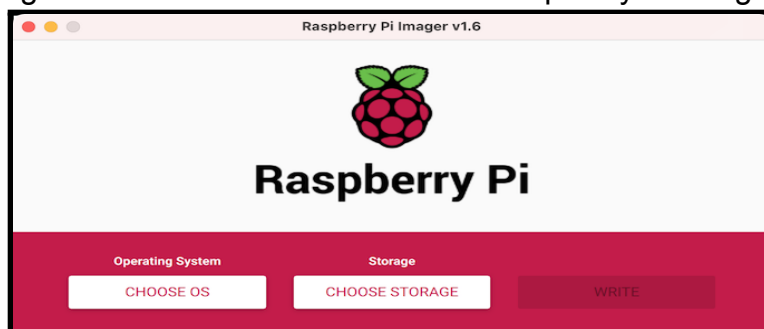 Raspberry Pi Imager v1.6
Raspberry Pi
Operating System
Storage
CHOOSE OS
CHOOSE STORAGE
WRITE